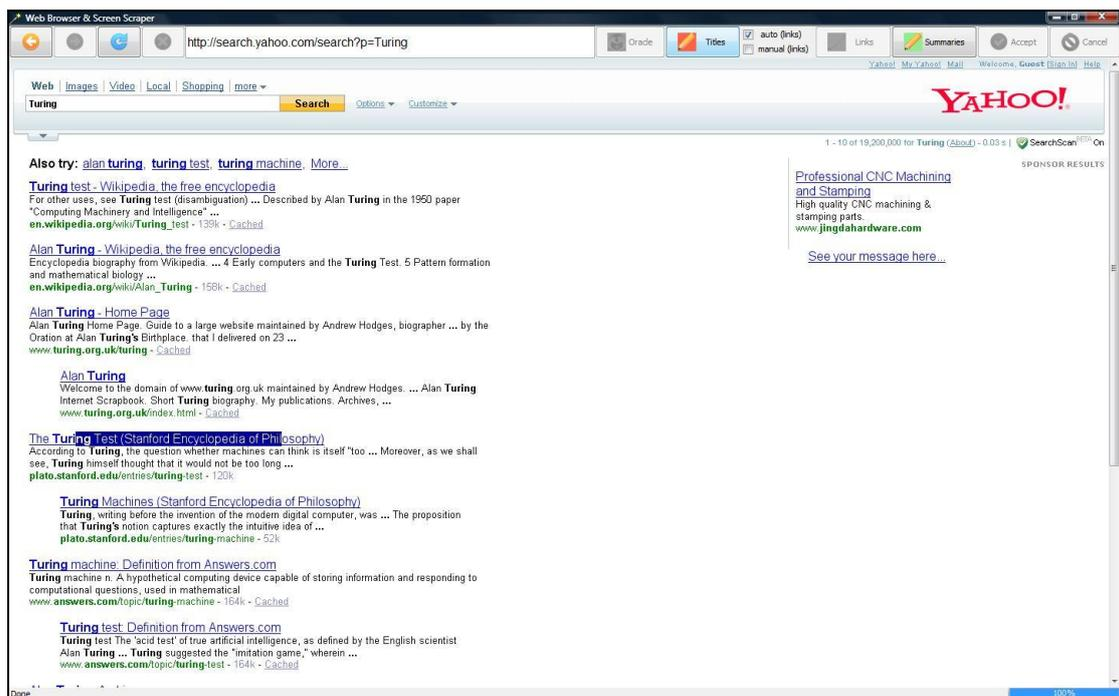 Web Browser & Screen Scraper
http://search.yahoo.com/search?p=Turing
Oracle
Titles
auto (links)
manual (links)
Links
Summaries
Accept
Cancel
Yahoo! My Yahoo! Mail Welcome, Guest [Sign In] Help
Web | Images | Video | Local | Shopping | more
Turing
Search
Options
Customize
YAHOO!
1 - 10 of 19,200,000 for Turing (About) - 0.03 s | SearchScan BETA On
Also try: alan turing, turing test, turing machine, More...
SPONSOR RESULTS
Turing test - Wikipedia, the free encyclopedia
For other uses, see Turing test (disambiguation) ... Described by Alan Turing in the 1950 paper
"Computing Machinery and Intelligence" ...
en.wikipedia.org/wiki/Turing_test - 139k - Cached
Alan Turing - Wikipedia, the free encyclopedia
Encyclopedia biography from Wikipedia. ... 4 Early computers and the Turing Test. 5 Pattern formation
and mathematical biology ...
en.wikipedia.org/wiki/Alan_Turing - 158k - Cached
Alan Turing - Home Page
Alan Turing Home Page. Guide to a large website maintained by Andrew Hodges, biographer ... by the
Oration at Alan Turing's Birthplace. that I delivered on 23 ...
www.turing.org.uk/turing - Cached
Alan Turing
Welcome to the domain of www.turing.org.uk maintained by Andrew Hodges. ... Alan Turing
Internet Scrapbook. Short Turing biography. My publications. Archives, ...
www.turing.org.uk/index.html - Cached
The Turing Test (Stanford Encyclopedia of Philosophy)
According to Turing, the question whether machines can think is itself "too ... Moreover, as we shall
see, Turing himself thought that it would not be too long ...
plato.stanford.edu/entries/turing-test - 120k
Turing Machines (Stanford Encyclopedia of Philosophy)
Turing, writing before the invention of the modern digital computer, was ... The proposition
that Turing's notion captures exactly the intuitive idea of ...
plato.stanford.edu/entries/turing-machine - 52k
Turing machine: Definition from Answers.com
Turing machine n. A hypothetical computing device capable of storing information and responding to
computational questions, used in mathematical
www.answers.com/topic/turing-machine - 164k - Cached
Turing test: Definition from Answers.com
Turing test The 'acid test' of true artificial intelligence, as defined by the English scientist
Alan Turing ... Turing suggested the "imitation game," wherein ...
www.answers.com/topic/turing-test - 164k - Cached
Professional CNC Machining
and Stamping
High quality CNC machining &
stamping parts.
www.jingdahardware.com
See your message here...
Done
100%